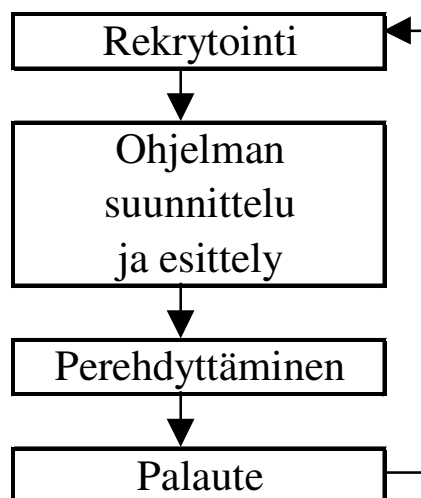 Rekrytointi
Ohjelman
suunnittelu
ja esittely
Perehdyttäminen
Palaute